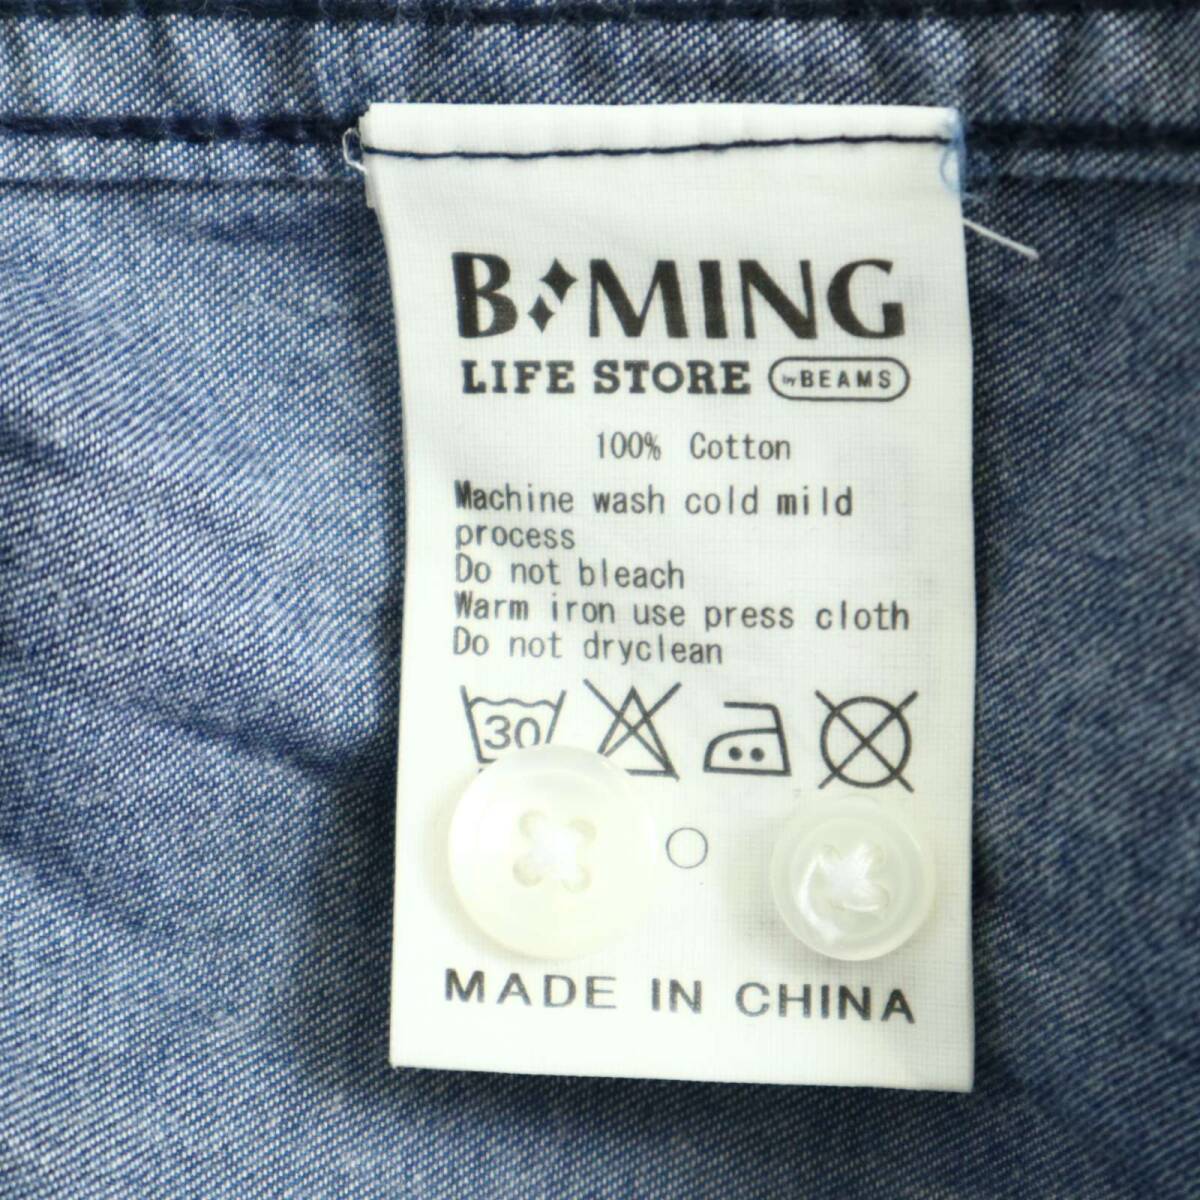 B:MING
LIFE STORE by BEAMS
100% Cotton
Machine wash cold mild
process
Do not bleach
Warm iron use press cloth
Do not dryclean
30
MADE IN CHINA